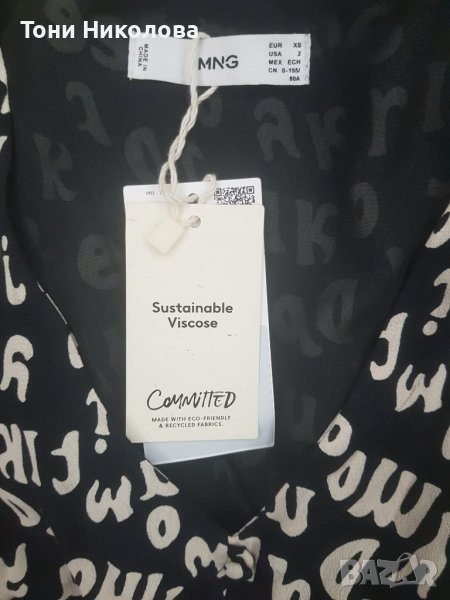 Тони Николова
MADE IN
CHINA
MNG
EUR XS
USA 2
MEX ECH
CN S-155/
80A
Sustainable
Viscose
COMMITTED
MADE WITH ECO-FRIENDLY
& RECYCLED FABRICS.
BAZAR